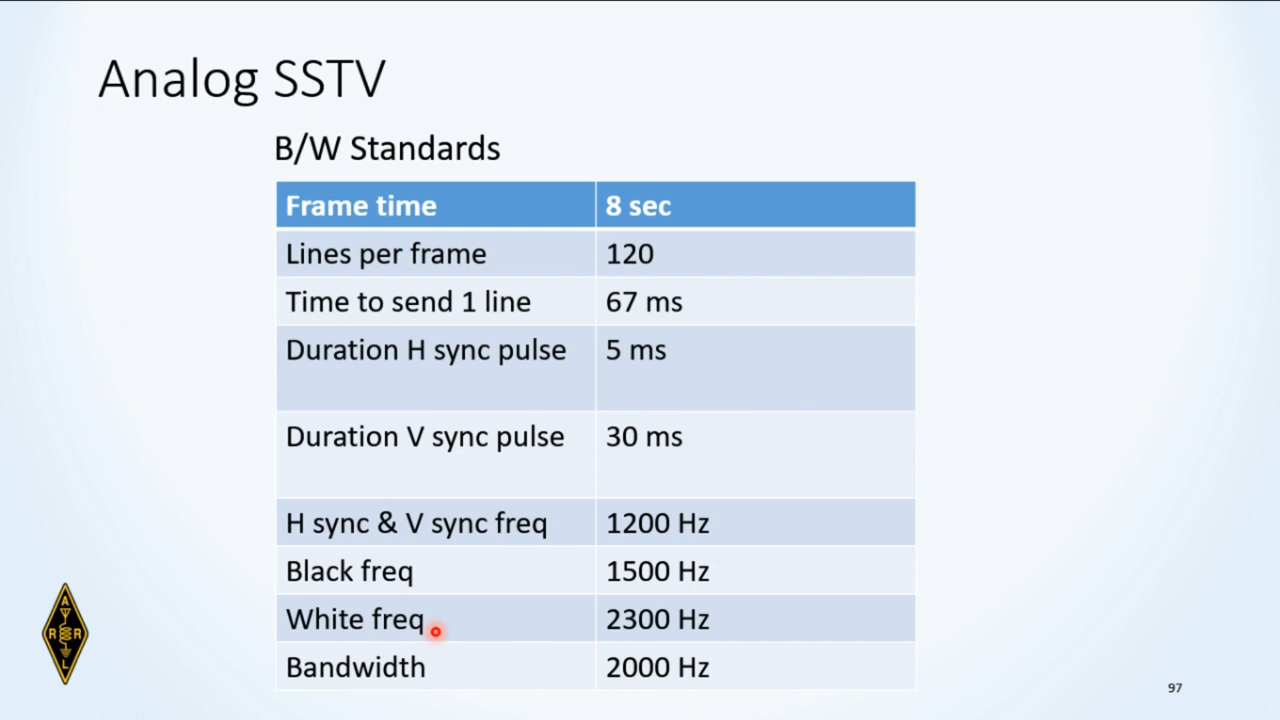 Analog SSTV
B/W Standards
Frame time 8 sec
Lines per frame 120
Time to send 1 line 67 ms
Duration H sync pulse 5 ms
Duration V sync pulse 30 ms
H sync & V sync freq 1200 Hz
Black freq 1500 Hz
White freq 2300 Hz
Bandwidth 2000 Hz
A
R R
L
97